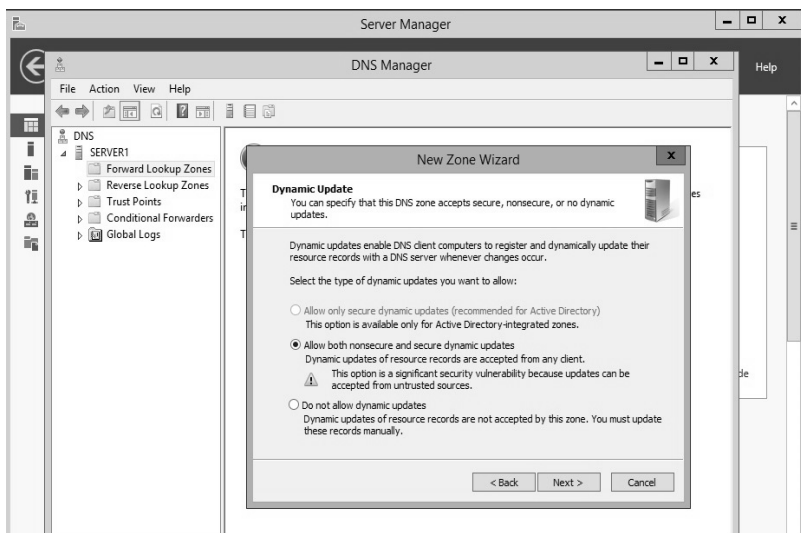 Server Manager
Help
DNS Manager
File Action View Help
DNS
SERVER1
Forward Lookup Zones
Reverse Lookup Zones
Trust Points
Conditional Forwarders
Global Logs
New Zone Wizard
Dynamic Update
You can specify that this DNS zone accepts secure, nonsecure, or no dynamic
updates.
Dynamic updates enable DNS client computers to register and dynamically update their
resource records with a DNS server whenever changes occur.
Select the type of dynamic updates you want to allow:
Allow only secure dynamic updates (recommended for Active Directory)
This option is available only for Active Directory-integrated zones.
Allow both nonsecure and secure dynamic updates
Dynamic updates of resource records are accepted from any client.
This option is a significant security vulnerability because updates can be
accepted from untrusted sources.
Do not allow dynamic updates
Dynamic updates of resource records are not accepted by this zone. You must update
these records manually.
< Back Next > Cancel